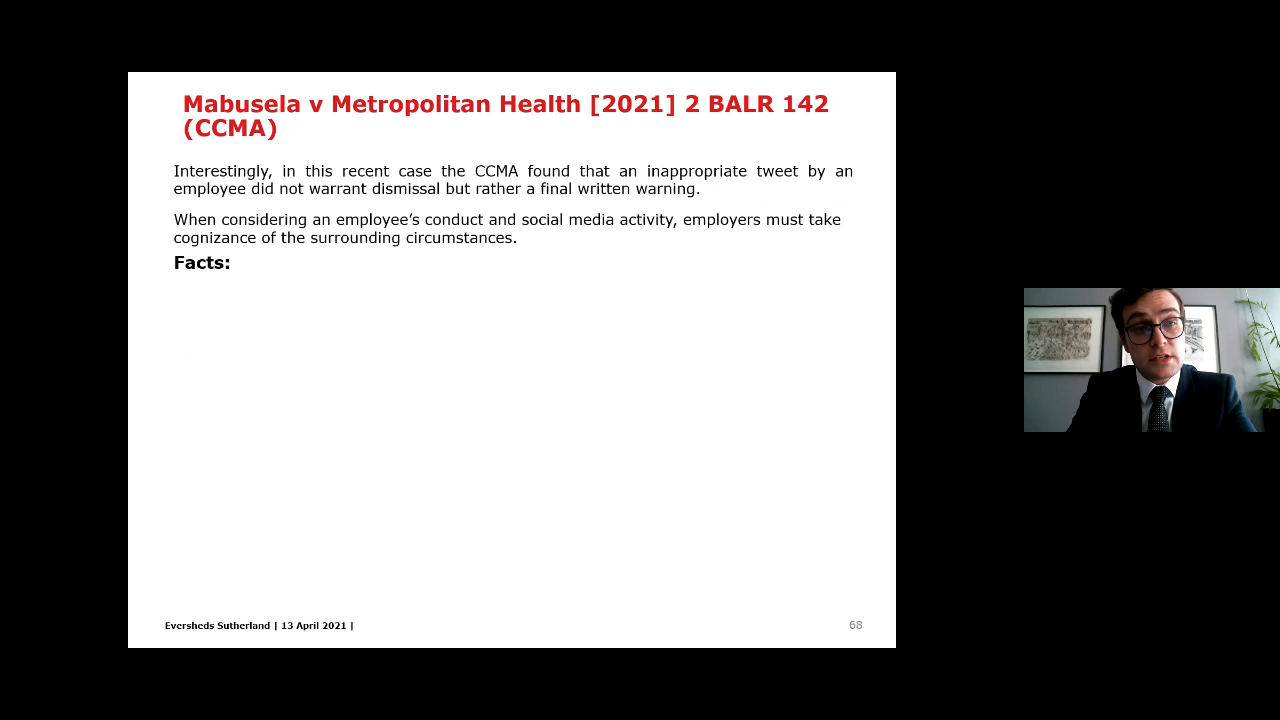 Mabusela v Metropolitan Health [2021] 2 BALR 142
(CCMA)
Interestingly, in this recent case the CCMA found that an inappropriate tweet by an
employee did not warrant dismissal but rather a final written warning.
When considering an employee’s conduct and social media activity, employers must take
cognizance of the surrounding circumstances.
Facts:
Eversheds Sutherland | 13 April 2021 |
68